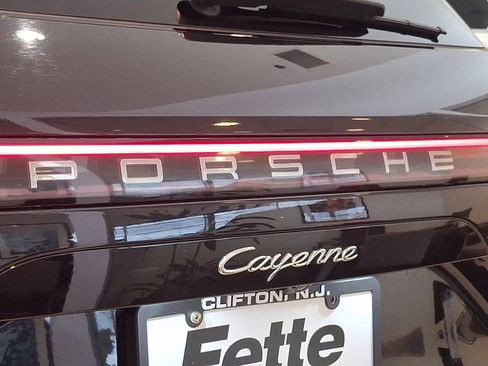 PORSCHE
Cayenne
CLIFTON, N.J.
Fette